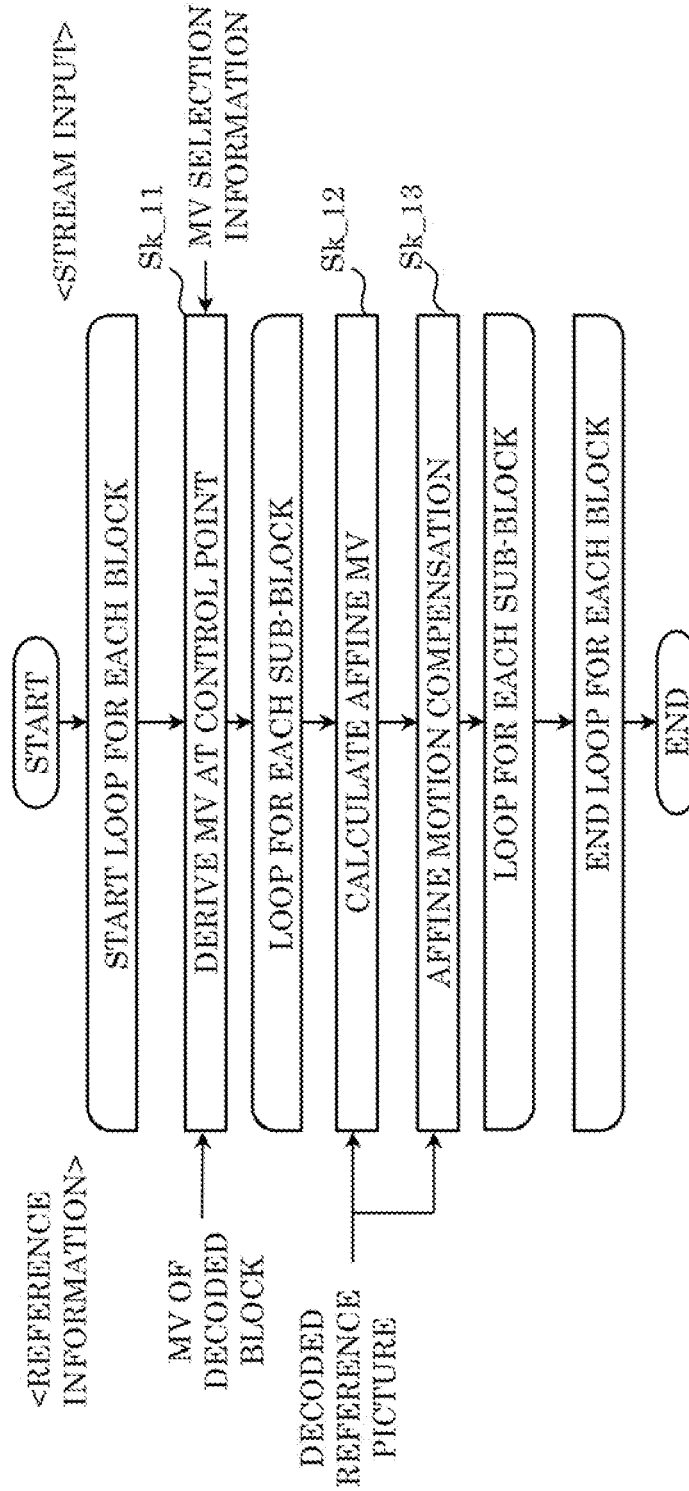 <REFERENCE
INFORMATION>
<STREAM INPUT>
START
START LOOP FOR EACH BLOCK
Sk_11
MV OF
DECODED
BLOCK
DERIVE MV AT CONTROL POINT
MV SELECTION
INFORMATION
LOOP FOR EACH SUB-BLOCK
Sk_12
CALCULATE AFFINE MV
DECODED
REFERENCE
PICTURE
Sk_13
AFFINE MOTION COMPENSATION
LOOP FOR EACH SUB-BLOCK
END LOOP FOR EACH BLOCK
END